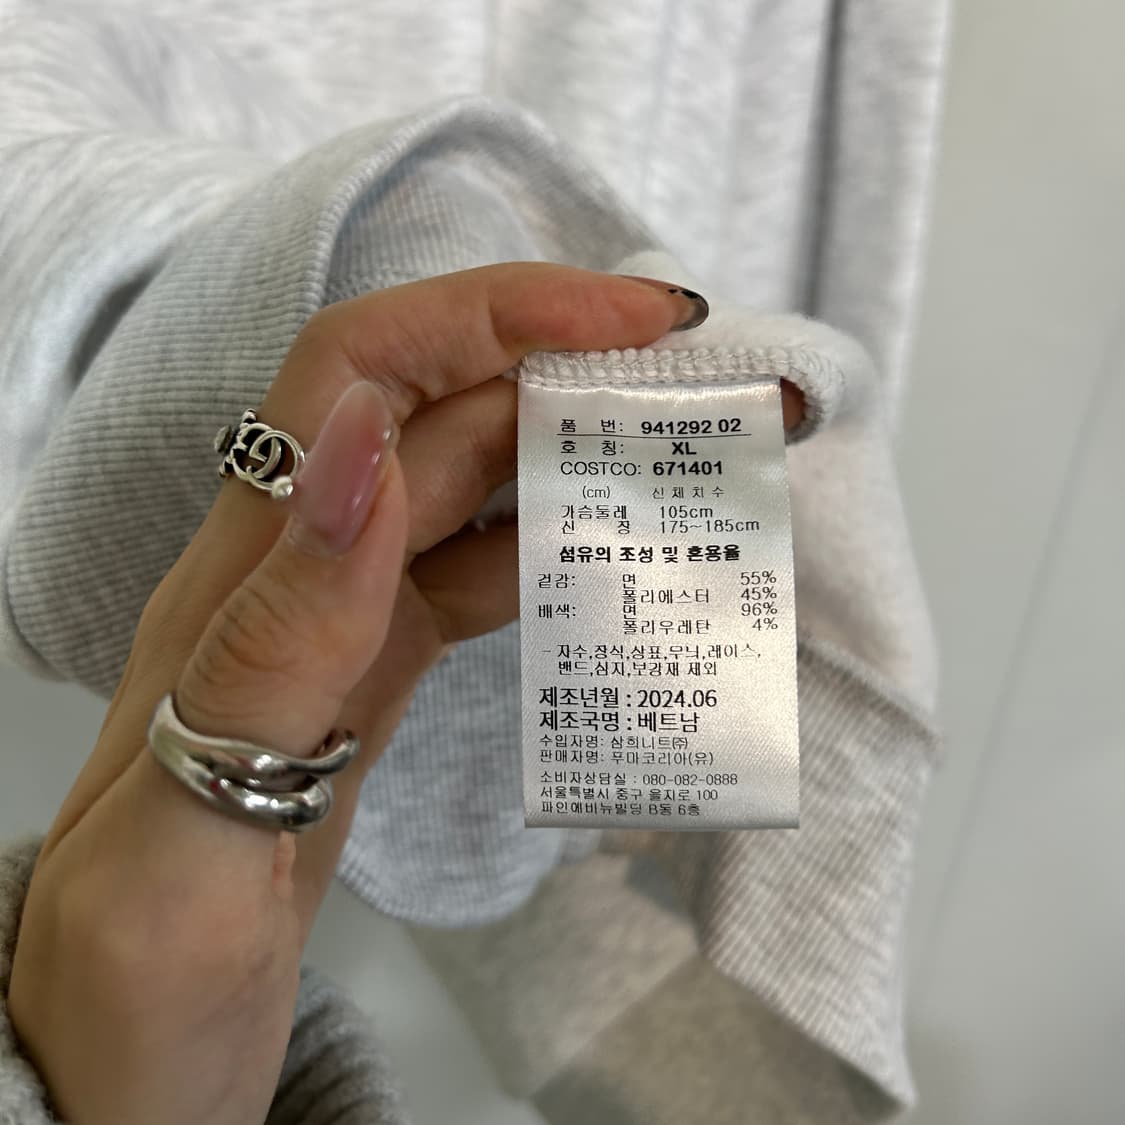 품 번: 941292 02
호 칭: XL
COSTCO: 671401
(cm) 신체치수
가슴둘레 105cm
신 장 175~185cm
섬유의 조성 및 혼용율
겉감: 면 55%
폴리에스터 45%
배색: 면 96%
폴리우레탄 4%
- 자수,장식,상표,무늬,레이스,
밴드,심지,보강재 제외
제조년월 : 2024.06
제조국명 : 베트남
수입자명: 삼희니트㈜
판매자명: 푸마코리아(유)
소비자상담실 : 080-082-0888
서울특별시 중구 을지로 100
파인에비뉴빌딩 B동 6층